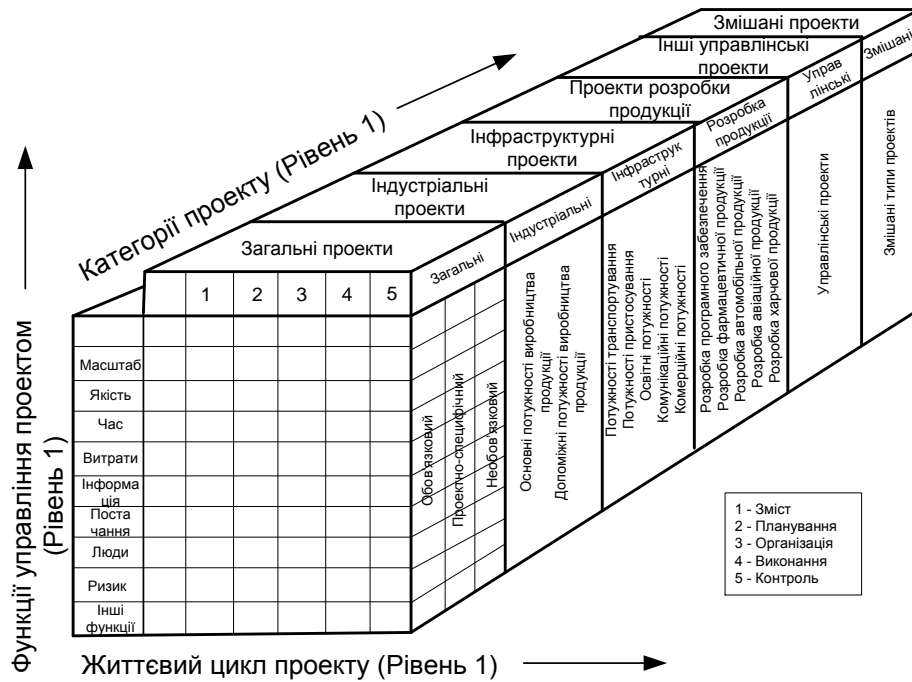 Змішані проекти
Інші управлінські
проекти
Проекти розробки
продукції
Інфраструктурні
проекти
Індустріальні
проекти
Загальні проекти
Категорії проекту (Рівень 1)
Функції управління проектом
(Рівень 1)
Життєвий цикл проекту (Рівень 1)
1 2 3 4 5
Масштаб
Якість
Час
Витрати
Інформа
ція
Поста
чання
Люди
Ризик
Інші
функції
Загальні
Індустріальні
Інфраструк
турні
Розробка
продукції
Управ
лінські
Змішані
Обов'язковий
Проектно-специфічний
Необов'язковий
Основні потужності виробництва
продукції
Допоміжні потужності виробництва
продукції
Потужності транспортування
Потужності пристосування
Освітні потужності
Комунікаційні потужності
Комерційні потужності
Розробка програмного забезпечення
Розробка фармацевтичної продукції
Розробка автомобільної продукції
Розробка авіаційної продукції
Розробка харчової продукції
Управлінські проекти
Змішані типи проектів
1 - Зміст
2 - Планування
3 - Організація
4 - Виконання
5 - Контроль